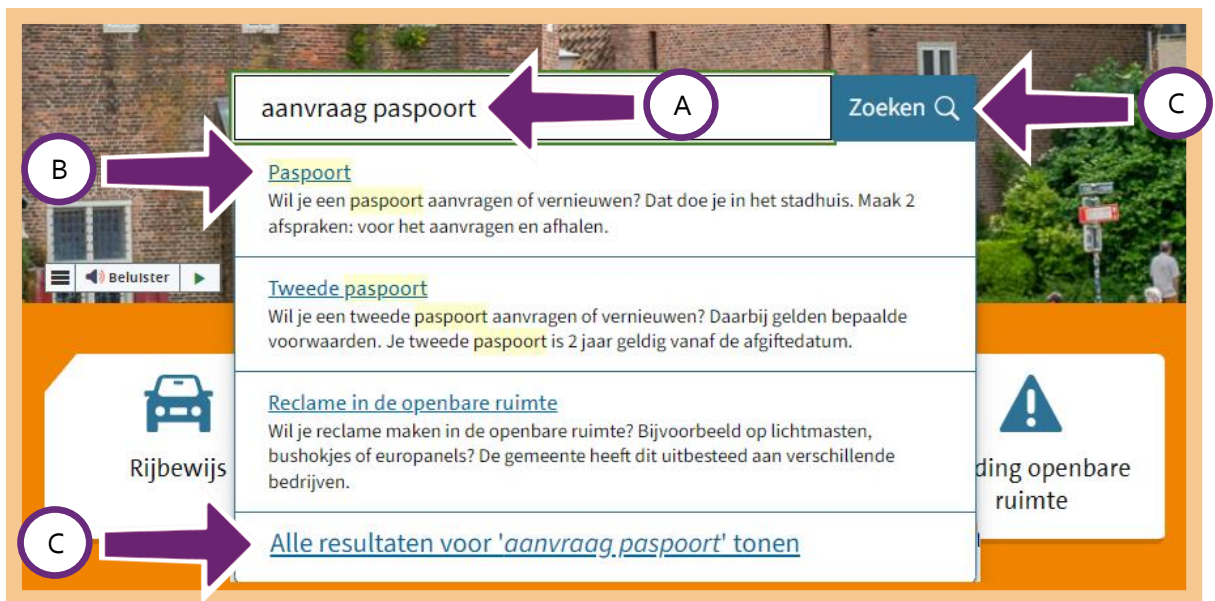 aanvraag paspoort
A
Zoeken
C
B
Paspoort
Wil je een paspoort aanvragen of vernieuwen? Dat doe je in het stadhuis. Maak 2
afspraken: voor het aanvragen en afhalen.
Beluister
Tweede paspoort
Wil je een tweede paspoort aanvragen of vernieuwen? Daarbij gelden bepaalde
voorwaarden. Je tweede paspoort is 2 jaar geldig vanaf de afgiftedatum.
Reclame in de openbare ruimte
Wil je reclame maken in de openbare ruimte? Bijvoorbeeld op lichtmasten,
bushokjes of europanels? De gemeente heeft dit uitbesteed aan verschillende
bedrijven.
Rijbewijs
ding openbare
ruimte
C
Alle resultaten voor 'aanvraag paspoort' tonen